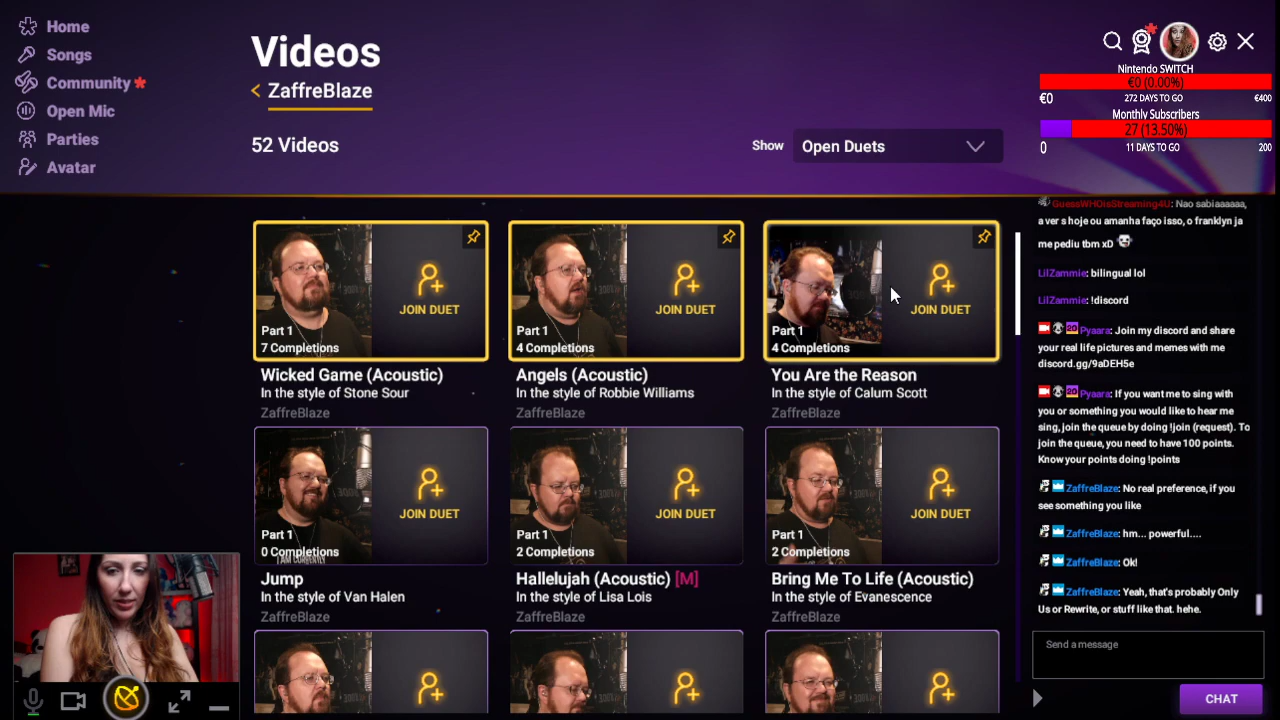 Home
Songs
Community *
Open Mic
Parties
Avatar
Videos
< ZaffreBlaze
52 Videos
Show
Open Duets
Nintendo SWITCH
€0 (0.00%)
€0
272 DAYS TO GO
€400
Monthly Subscribers
27 (13.50%)
0
11 DAYS TO GO
200
JOIN DUET
Part 1
7 Completions
Wicked Game (Acoustic)
In the style of Stone Sour
ZaffreBlaze
JOIN DUET
Part 1
4 Completions
Angels (Acoustic)
In the style of Robbie Williams
ZaffreBlaze
JOIN DUET
Part 1
4 Completions
You Are the Reason
In the style of Calum Scott
ZaffreBlaze
JOIN DUET
Part 1
0 Completions
Jump
In the style of Van Halen
ZaffreBlaze
JOIN DUET
Part 1
2 Completions
Hallelujah (Acoustic) [M]
In the style of Lisa Lois
ZaffreBlaze
JOIN DUET
Part 1
2 Completions
Bring Me To Life (Acoustic)
In the style of Evanescence
ZaffreBlaze
GuessWHOisStreaming4U: Nao sabiaaaaaa,
a ver s hoje ou amanha faço isso, o franklyn ja
me pediu tbm xD
LilZammie: bilingual lol
LilZammie: !discord
Pyaara: Join my discord and share
your real life pictures and memes with me
discord.gg/9aDEH5e
Pyaara: If you want me to sing with
you or something you would like to hear me
sing, join the queue by doing !join (request). To
join the queue, you need to have 100 points.
Know your points doing !points
ZaffreBlaze: No real preference, if you
see something you like
ZaffreBlaze: hm... powerful....
ZaffreBlaze: Ok!
ZaffreBlaze: Yeah, that's probably Only
Us or Rewrite, or stuff like that. hehe.
Send a message
CHAT